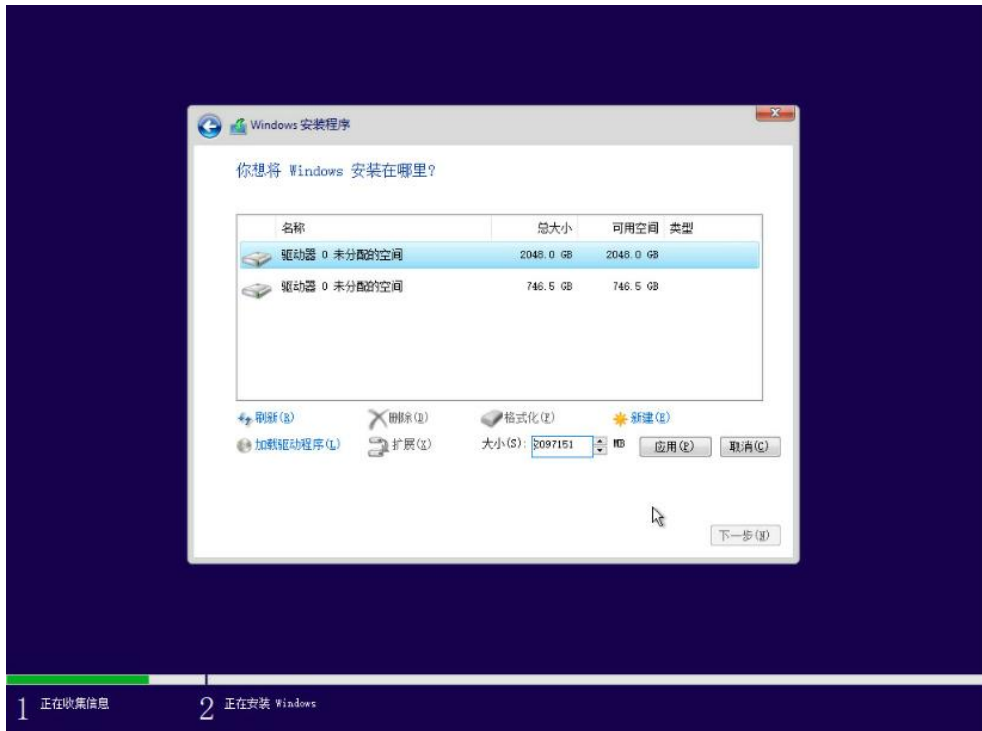 Windows 安装程序
你想将 Windows 安装在哪里?
名称 总大小 可用空间 类型
驱动器 0 未分配的空间 2048.0 GB 2048.0 GB
驱动器 0 未分配的空间 746.5 GB 746.5 GB
刷新(R) 删除(D) 格式化(F) 新建(E)
加载驱动程序(L) 扩展(X) 大小(S): 2097151 MB 应用(P) 取消(C)
下一步(N)
1 正在收集信息 2 正在安装 Windows